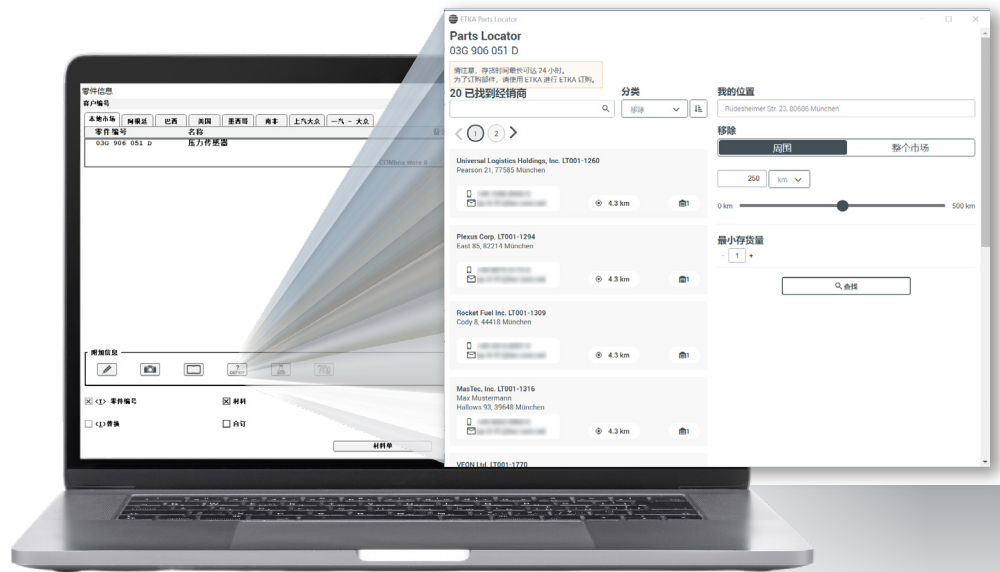 零件信息
客户编号
本地市场 阿根廷 巴西 美国 墨西哥 南非 上汽大众 一汽 - 大众
零件编号 名称
03G 906 051 D 压力传感器
附加信息
DEPOT
<I> 零件编号 材料
<I>替换 合订
材料单
ETKA Parts Locator
Parts Locator
03G 906 051 D
请注意，存货时间最长可达 24 小时。
为了订购部件，请使用 ETKA 进行 ETKA 订购。
20 已找到经销商
分类
移除
1 2
Universal Logistics Holdings, Inc. LT001-1260
Pearson 21, 77585 München
4.3 km 1
Plexus Corp. LT001-1294
East 85, 82214 München
4.3 km 1
Rocket Fuel Inc. LT001-1309
Cody 8, 44418 München
4.3 km 1
MasTec, Inc. LT001-1316
Max Mustermann
Hallows 93, 39648 München
4.3 km 1
VEON Ltd. LT001-1770
我的位置
Rüdesheimer Str. 23, 80686 München
移除
周围 整个市场
250 km
0 km 500 km
最小存货量
- 1 +
查找